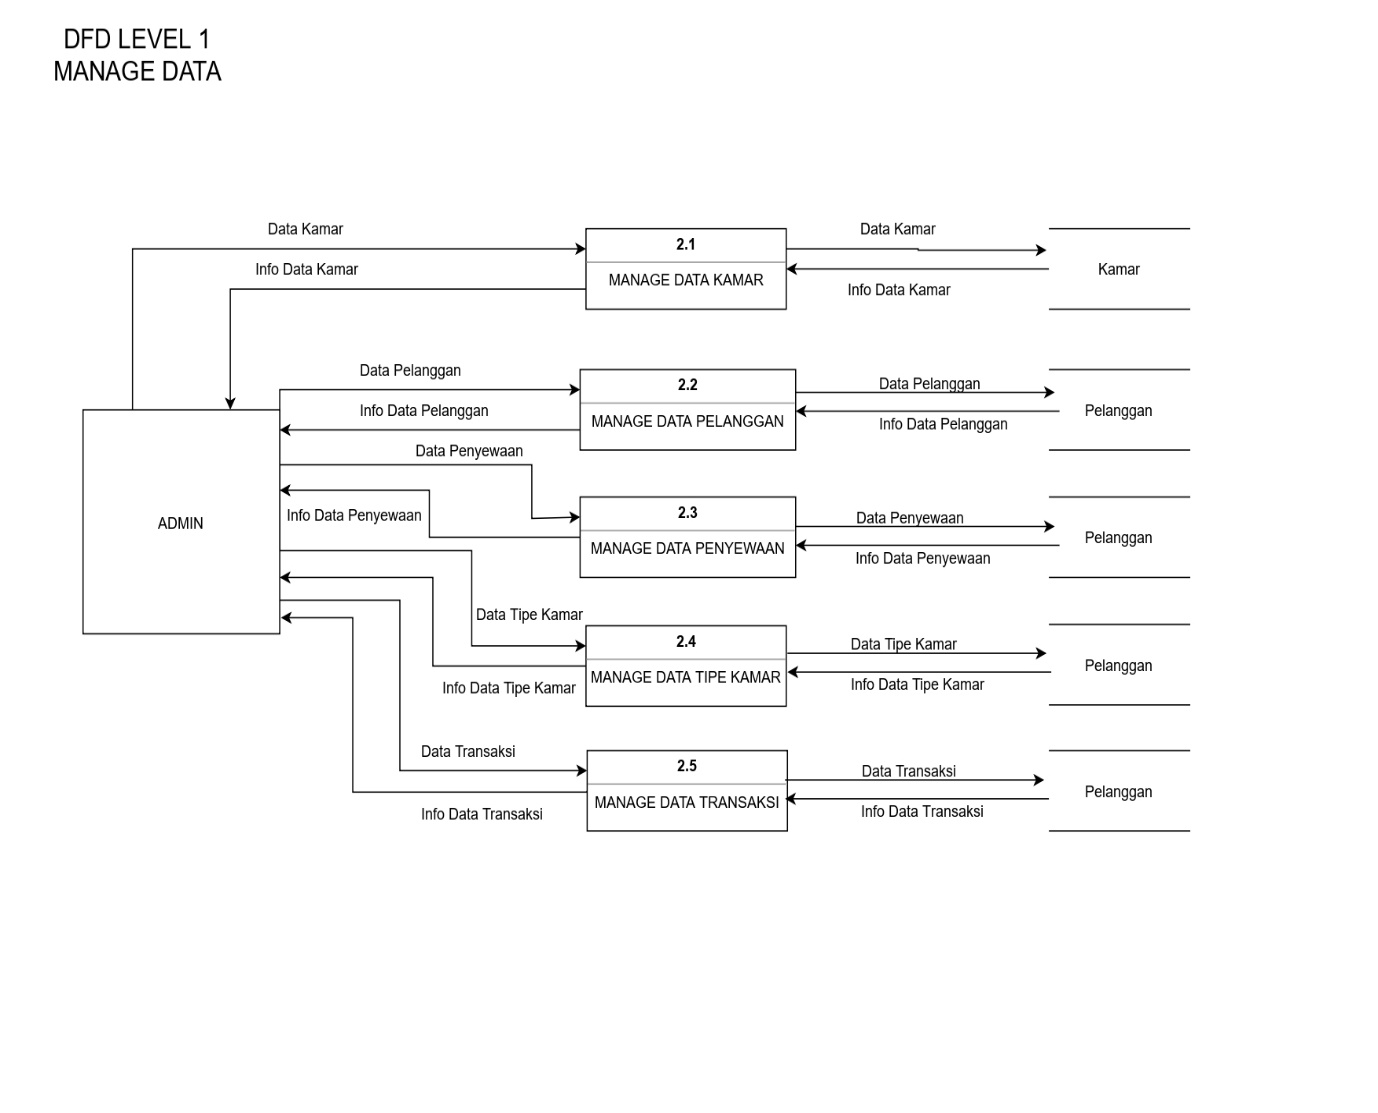 DFD LEVEL 1
MANAGE DATA
Data Kamar
Info Data Kamar
2.1
MANAGE DATA KAMAR
Data Kamar
Info Data Kamar
Kamar
Data Pelanggan
Info Data Pelanggan
2.2
MANAGE DATA PELANGGAN
Data Pelanggan
Info Data Pelanggan
Pelanggan
ADMIN
Data Penyewaan
Info Data Penyewaan
2.3
MANAGE DATA PENYEWAAN
Data Penyewaan
Info Data Penyewaan
Pelanggan
Data Tipe Kamar
Info Data Tipe Kamar
2.4
MANAGE DATA TIPE KAMAR
Data Tipe Kamar
Info Data Tipe Kamar
Pelanggan
Data Transaksi
Info Data Transaksi
2.5
MANAGE DATA TRANSAKSI
Data Transaksi
Info Data Transaksi
Pelanggan